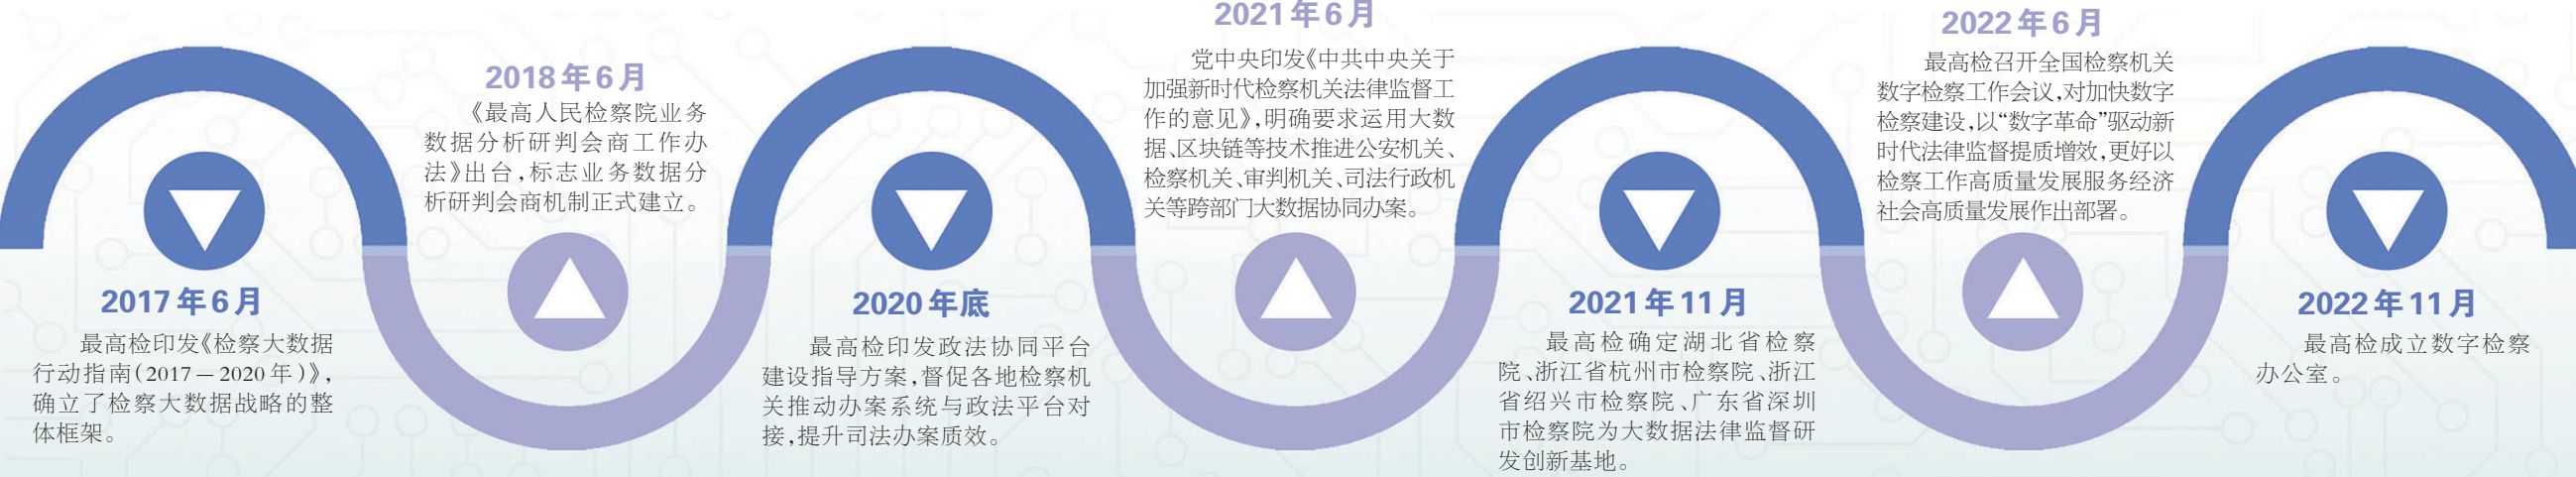 2017年6月
最高检印发《检察大数据
行动指南(2017—2020年)》,
确立了检察大数据战略的整
体框架。
2018年6月
《最高人民检察院业务
数据分析研判会商工作办
法》出台,标志业务数据分
析研判会商机制正式建立。
2020年底
最高检印发政法协同平台
建设指导方案,督促各地检察机
关推动办案系统与政法平台对
接,提升司法办案质效。
2021年6月
党中央印发《中共中央关于
加强新时代检察机关法律监督工
作的意见》,明确要求运用大数
据、区块链等技术推进公安机关、
检察机关、审判机关、司法行政机
关等跨部门大数据协同办案。
2021年11月
最高检确定湖北省检察
院、浙江省杭州市检察院、浙江
省绍兴市检察院、广东省深圳
市检察院为大数据法律监督研
发创新基地。
2022年6月
最高检召开全国检察机关
数字检察工作会议,对加快数字
检察建设,以“数字革命”驱动新
时代法律监督提质增效,更好以
检察工作高质量发展服务经济
社会高质量发展作出部署。
2022年11月
最高检成立数字检察
办公室。